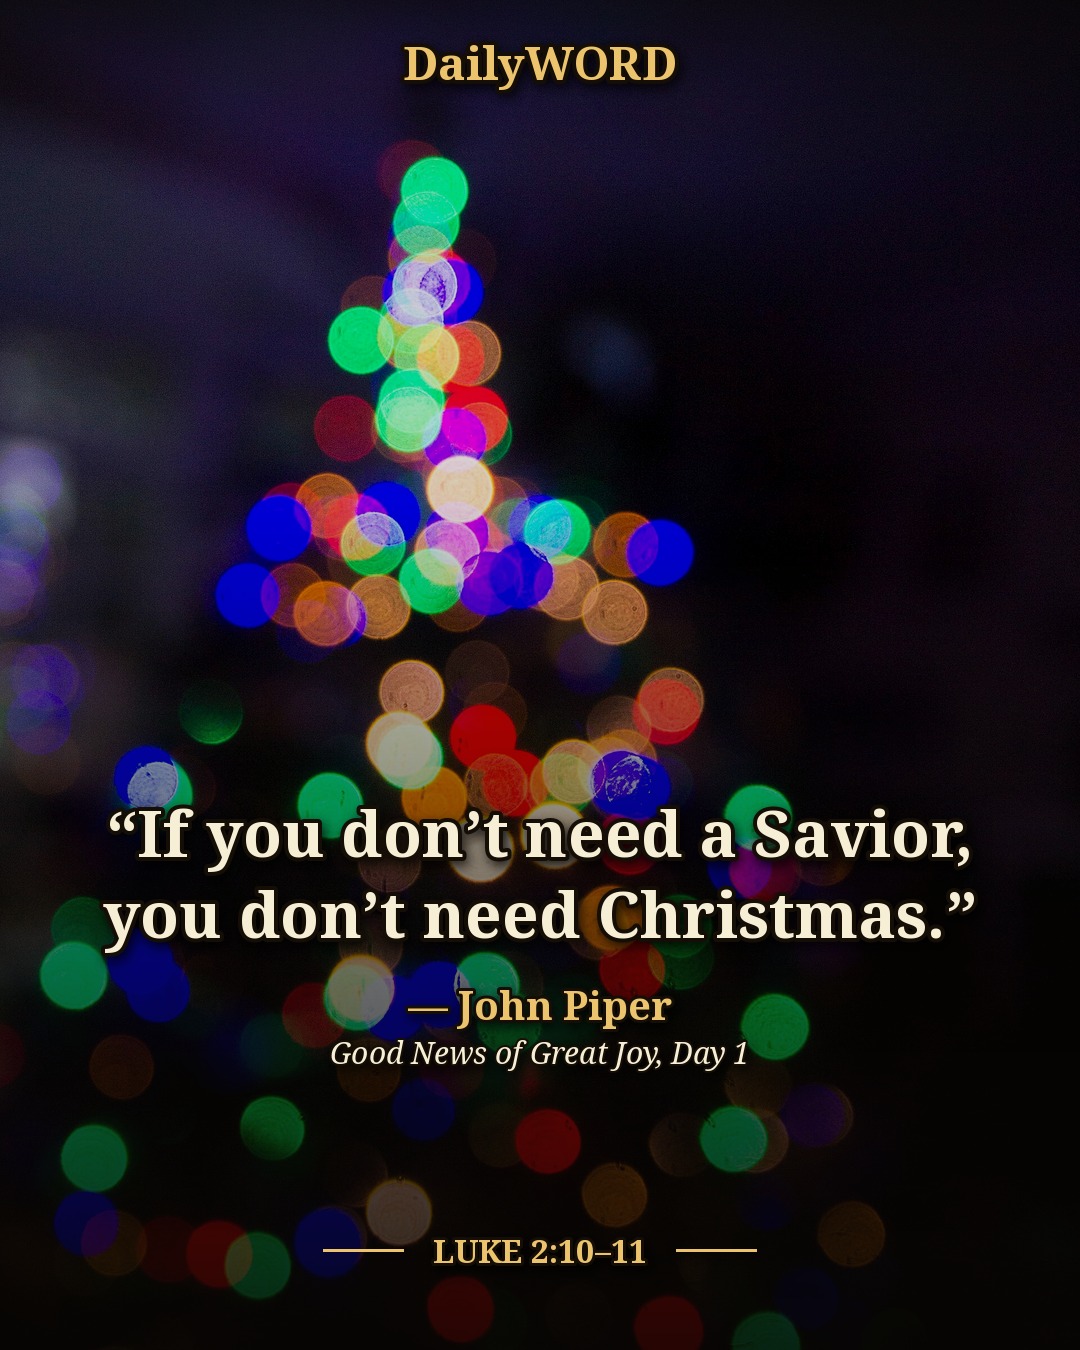 DailyWORD
“If you don’t need a Savior,
you don’t need Christmas.”
— John Piper
Good News of Great Joy, Day 1
LUKE 2:10–11